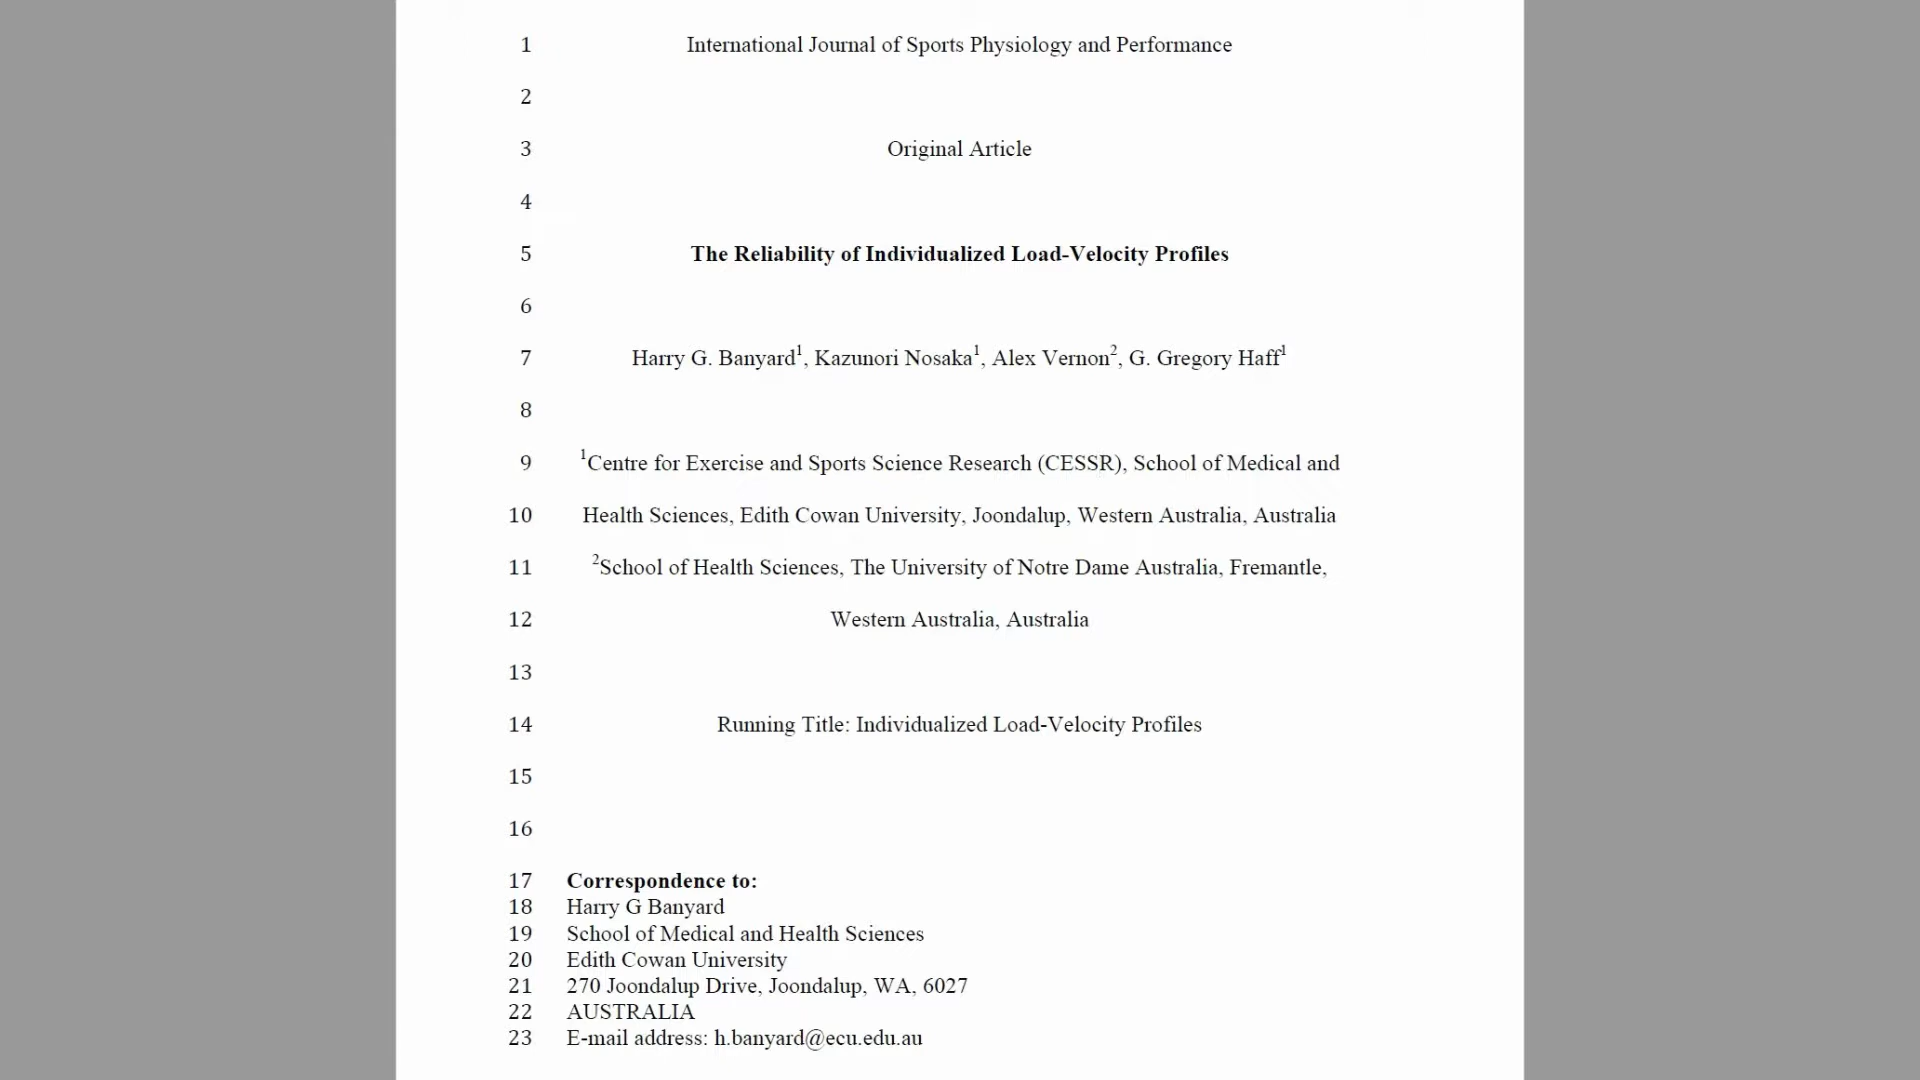 1 International Journal of Sports Physiology and Performance
2
3 Original Article
4
5 The Reliability of Individualized Load-Velocity Profiles
6
7 Harry G. Banyard1, Kazunori Nosaka1, Alex Vernon2, G. Gregory Haff1
8
9 1Centre for Exercise and Sports Science Research (CESSR), School of Medical and
10 Health Sciences, Edith Cowan University, Joondalup, Western Australia, Australia
11 2School of Health Sciences, The University of Notre Dame Australia, Fremantle,
12 Western Australia, Australia
13
14 Running Title: Individualized Load-Velocity Profiles
15
16
17 Correspondence to:
18 Harry G Banyard
19 School of Medical and Health Sciences
20 Edith Cowan University
21 270 Joondalup Drive, Joondalup, WA, 6027
22 AUSTRALIA
23 E-mail address: h.banyard@ecu.edu.au